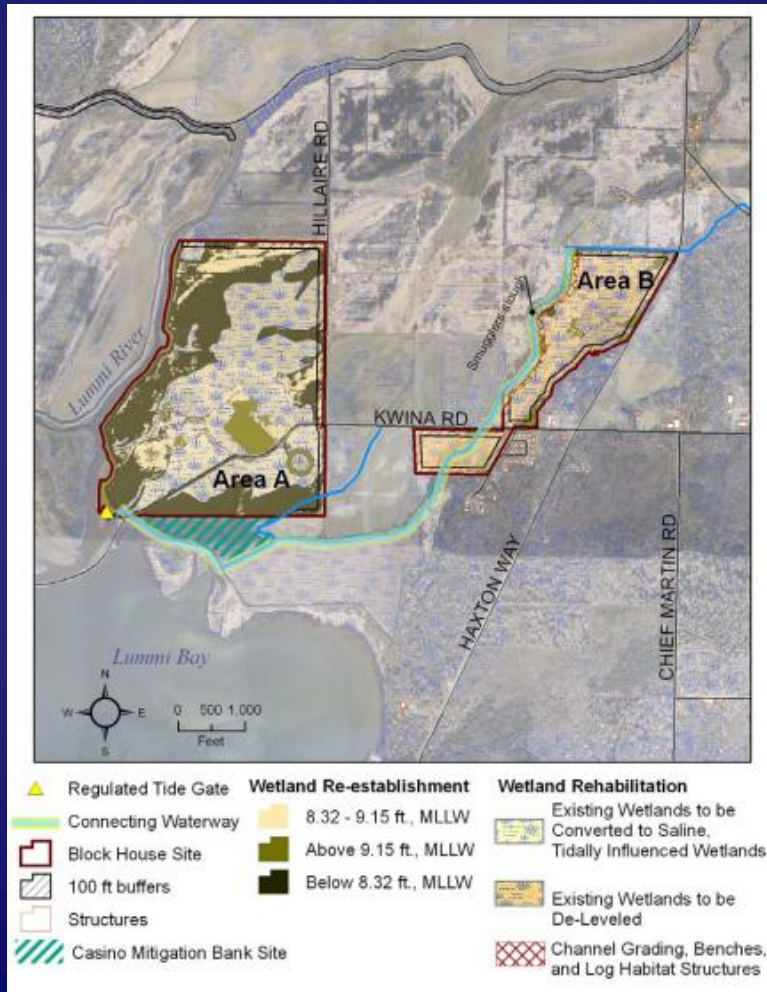 HILLAIRE RD
Area B
Smugglers Slough
Lummi River
KWINA RD
Area A
HAXTON WAY
CHIEF MARTIN RD
Lummi Bay
N
W E
S
0 500 1,000
Feet
Regulated Tide Gate
Connecting Waterway
Block House Site
100 ft buffers
Structures
Casino Mitigation Bank Site
Wetland Re-establishment
8.32 - 9.15 ft., MLLW
Above 9.15 ft., MLLW
Below 8.32 ft., MLLW
Wetland Rehabilitation
Existing Wetlands to be
Converted to Saline,
Tidally Influenced Wetlands
Existing Wetlands to be
De-Leveled
Channel Grading, Benches,
and Log Habitat Structures